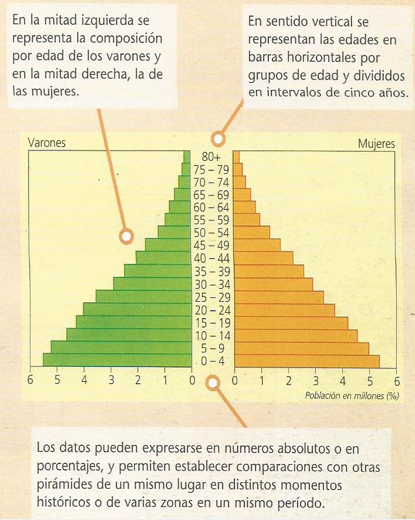 En la mitad izquierda se
representa la composición
por edad de los varones y
en la mitad derecha, la de
las mujeres.
En sentido vertical se
representan las edades en
barras horizontales por
grupos de edad y divididos
en intervalos de cinco años.
Varones
Mujeres
80+
75 – 79
70 – 74
65 – 69
60 – 64
55 – 59
50 – 54
45 – 49
40 – 44
35 – 39
30 – 34
25 – 29
20 – 24
15 – 19
10 – 14
5 – 9
0 – 4
6 5 4 3 2 1 0
0 1 2 3 4 5 6
Población en millones (%)
Los datos pueden expresarse en números absolutos o en
porcentajes, y permiten establecer comparaciones con otras
pirámides de un mismo lugar en distintos momentos
históricos o de varias zonas en un mismo período.